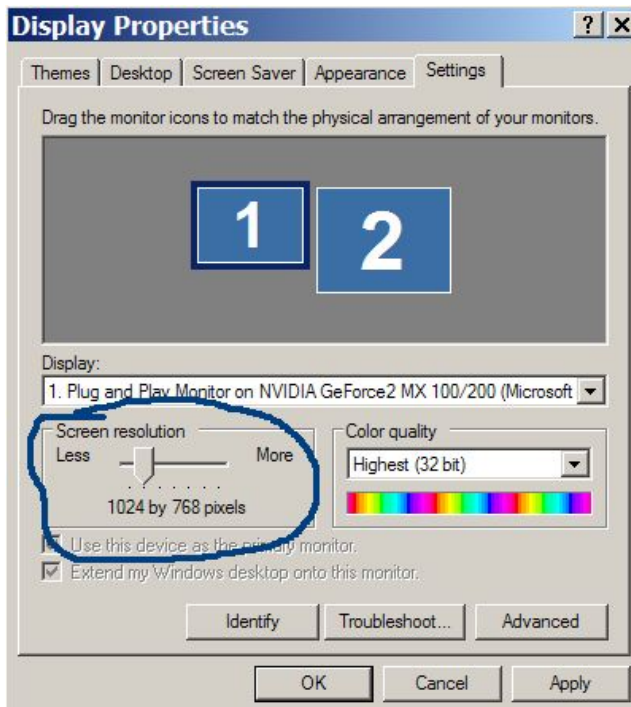 Display Properties
Themes Desktop Screen Saver Appearance Settings
Drag the monitor icons to match the physical arrangement of your monitors.
1 2
Display:
1. Plug and Play Monitor on NVIDIA GeForce2 MX 100/200 (Microsoft
Screen resolution Color quality
Less More Highest (32 bit)
1024 by 768 pixels
Use this device as the primary monitor.
Extend my Windows desktop onto this monitor.
Identify Troubleshoot... Advanced
OK Cancel Apply